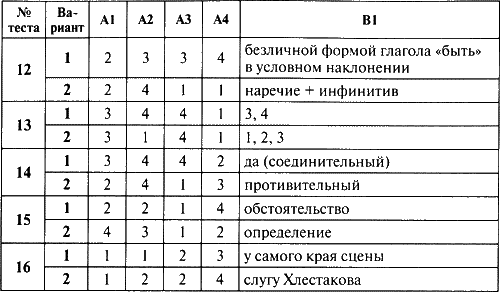 № теста Ва- риант А1 А2 А3 А4 В1
12 1 2 3 3 4 безличной формой глагола «быть»
в условном наклонении
2 2 4 1 1 наречие + инфинитив
13 1 3 4 4 1 3, 4
2 3 1 4 1 1, 2, 3
14 1 3 4 4 2 да (соединительный)
2 2 4 1 3 противительный
15 1 2 2 1 4 обстоятельство
2 4 3 1 2 определение
16 1 1 1 2 3 у самого края сцены
2 1 2 2 4 слугу Хлестакова